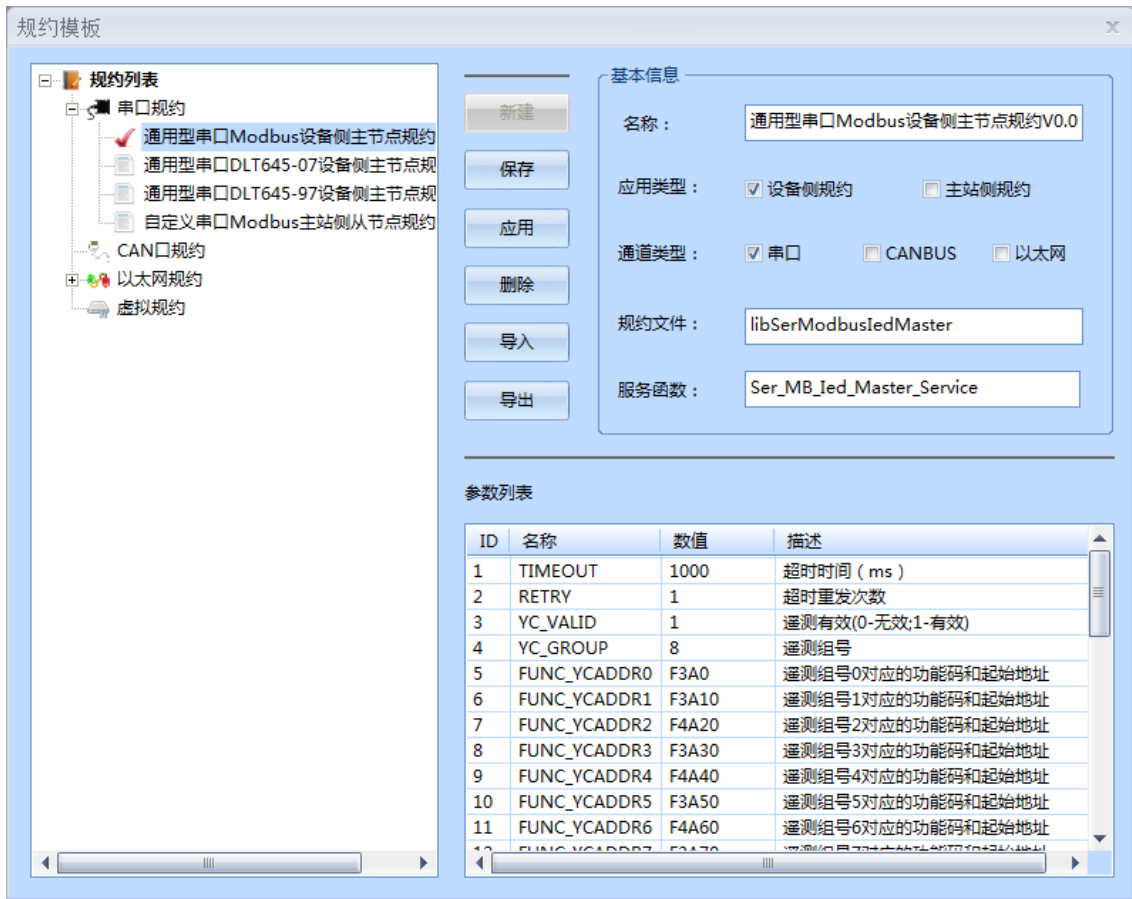 规约模板
规约列表
串口规约
通用型串口Modbus设备侧主节点规约
通用型串口DLT645-07设备侧主节点规
通用型串口DLT645-97设备侧主节点规
自定义串口Modbus主站侧从节点规约
CAN口规约
以太网规约
虚拟规约
新建
保存
应用
删除
导入
导出
基本信息
名称： 通用型串口Modbus设备侧主节点规约V0.0
应用类型： 设备侧规约 主站侧规约
通道类型： 串口 CANBUS 以太网
规约文件： libSerModbusIedMaster
服务函数： Ser_MB_Ied_Master_Service
参数列表
ID 名称 数值 描述
1 TIMEOUT 1000 超时时间（ms）
2 RETRY 1 超时重发次数
3 YC_VALID 1 遥测有效(0-无效;1-有效)
4 YC_GROUP 8 遥测组号
5 FUNC_YCADDR0 F3A0 遥测组号0对应的功能码和起始地址
6 FUNC_YCADDR1 F3A10 遥测组号1对应的功能码和起始地址
7 FUNC_YCADDR2 F4A20 遥测组号2对应的功能码和起始地址
8 FUNC_YCADDR3 F3A30 遥测组号3对应的功能码和起始地址
9 FUNC_YCADDR4 F4A40 遥测组号4对应的功能码和起始地址
10 FUNC_YCADDR5 F3A50 遥测组号5对应的功能码和起始地址
11 FUNC_YCADDR6 F4A60 遥测组号6对应的功能码和起始地址